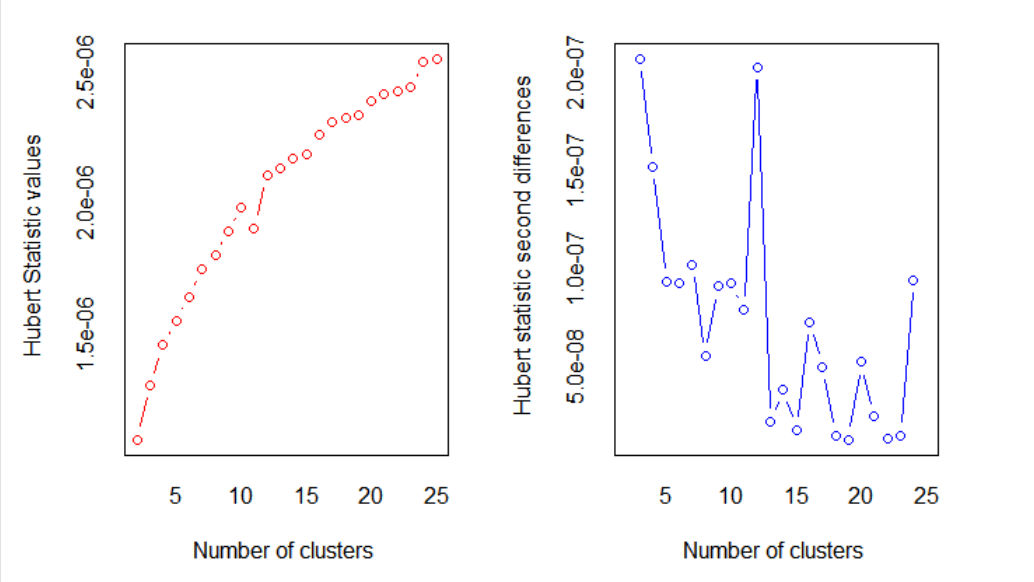 Hubert Statistic values
2.5e-06
2.0e-06
1.5e-06
5 10 15 20 25
Number of clusters
Hubert statistic second differences
2.0e-07
1.5e-07
1.0e-07
5.0e-08
5 10 15 20 25
Number of clusters